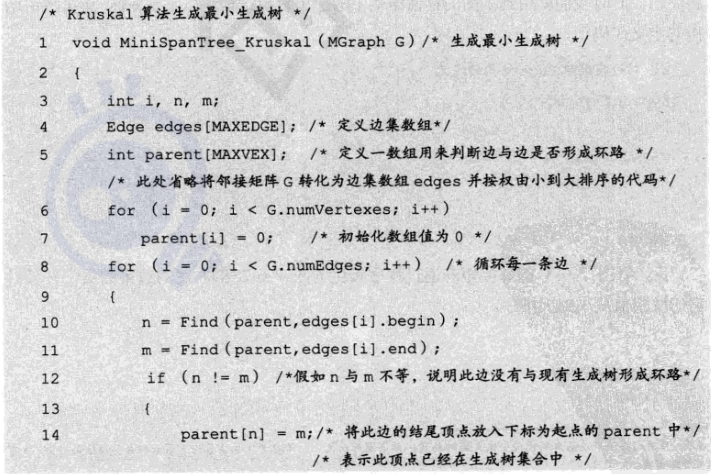 /* Kruskal 算法生成最小生成树 */
1 void MiniSpanTree_Kruskal (MGraph G)/* 生成最小生成树 */
2 {
3 int i, n, m;
4 Edge edges[MAXEDGE]; /* 定义边集数组*/
5 int parent[MAXVEX]; /* 定义一数组用来判断边与边是否形成环路 */
/* 此处省略将邻接矩阵 G 转化为边集数组 edges 并按权由小到大排序的代码*/
6 for (i = 0; i < G.numVertexes; i++)
7 parent[i] = 0; /* 初始化数组值为 0 */
8 for (i = 0; i < G.numEdges; i++) /* 循环每一条边 */
9 {
10 n = Find (parent,edges[i].begin);
11 m = Find (parent,edges[i].end);
12 if (n != m) /*假如 n 与 m 不等，说明此边没有与现有生成树形成环路*/
13 {
14 parent[n] = m;/* 将此边的结尾顶点放入下标为起点的 parent 中*/
/* 表示此顶点已经在生成树集合中 */